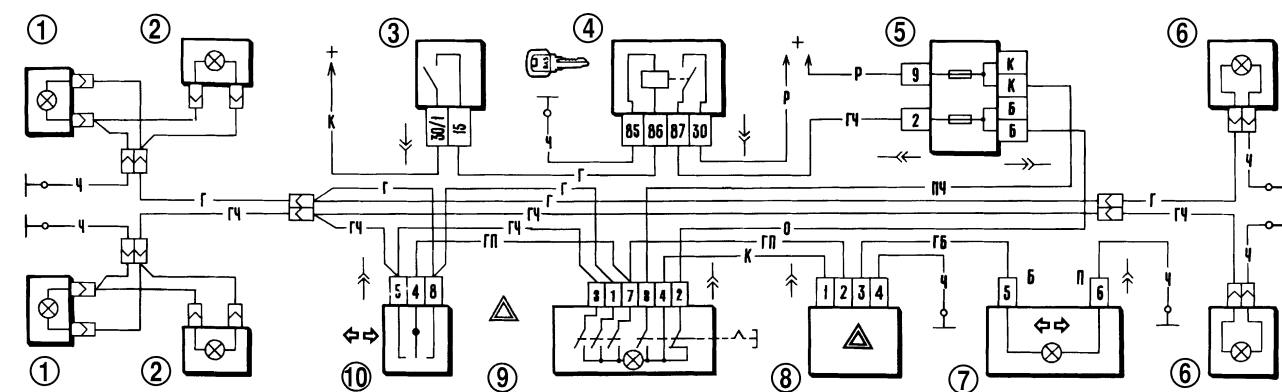 1 2 3 4 5 6
+ +
К
30/1 15
Ч
85 86 87 30
Р
Р 9 К
К
ГЧ 2 Б
Б
Ч Г Г Г Г ПЧ Г Ч
Ч ГЧ ГЧ ГЧ ГЧ ГЧ Ч
ГЧ ГП ГП К О ГБ
5 4 8
3 1 7 8 4 2
1 2 3 4
Ч
Б П
5 6
Ч
1 2 10 9 8 7 6